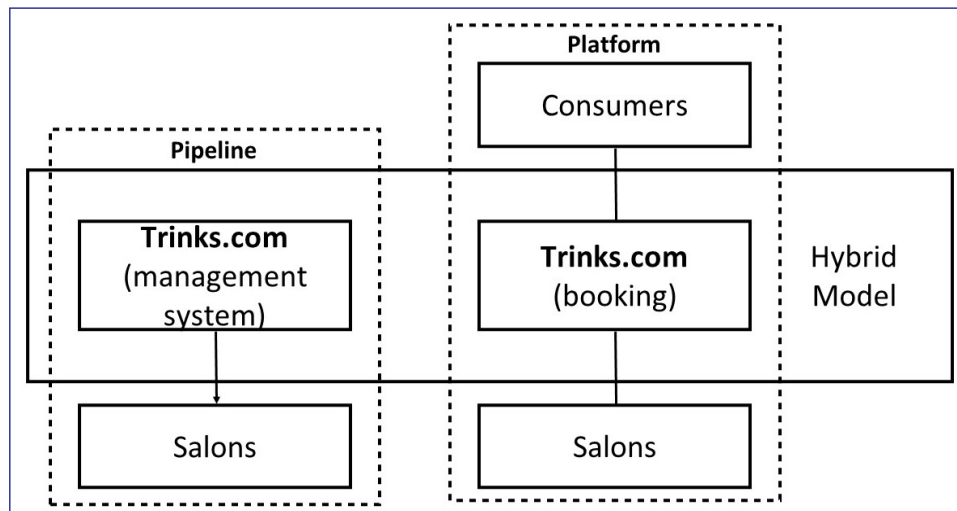 Platform
Consumers
Pipeline
Trinks.com
(management
system)
Trinks.com
(booking)
Hybrid
Model
Salons
Salons